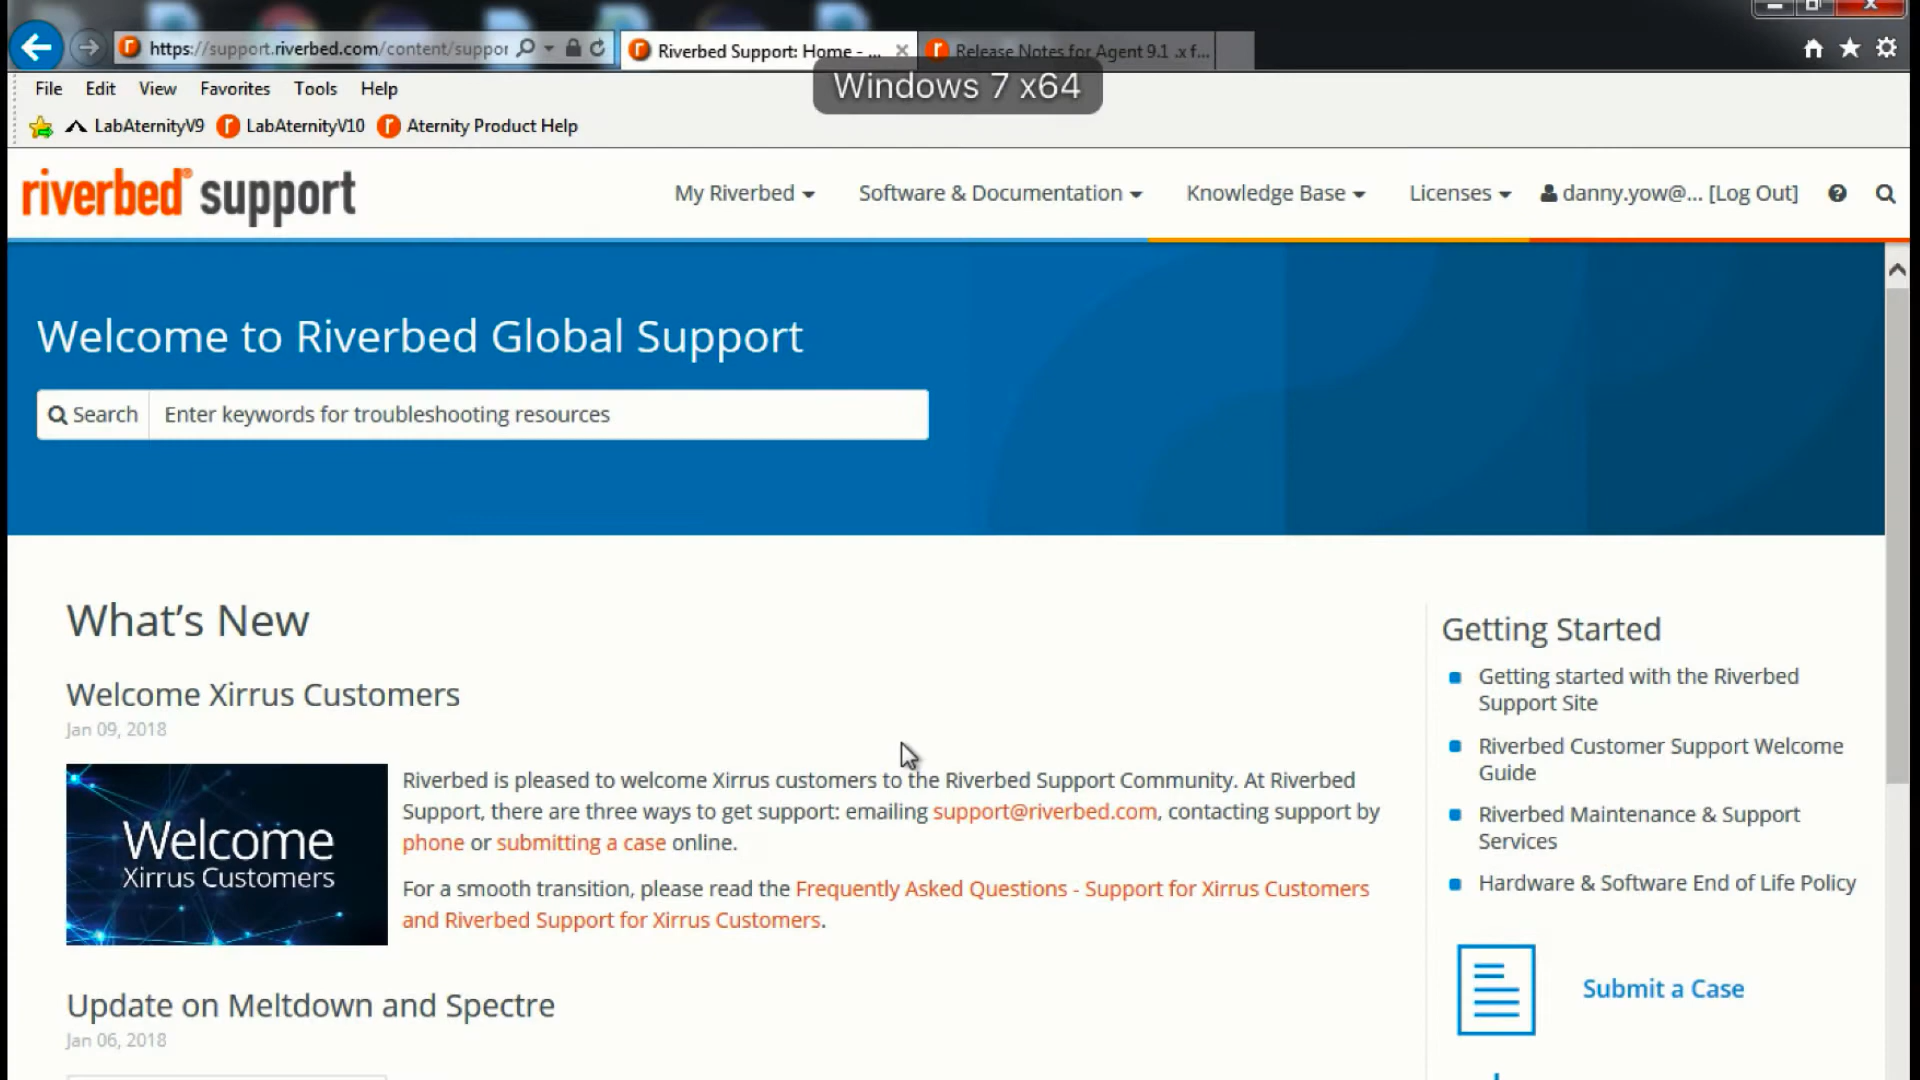 https://support.riverbed.com/content/suppor
Riverbed Support: Home - ...
Release Notes for Agent 9.1 .x f...
Windows 7 x64
File Edit View Favorites Tools Help
LabAternityV9 LabAternityV10 Aternity Product Help
riverbed® support
My Riverbed Software & Documentation Knowledge Base Licenses danny.yow@... [Log Out]
Welcome to Riverbed Global Support
Search Enter keywords for troubleshooting resources
What's New
Welcome Xirrus Customers
Jan 09, 2018
Welcome
Xirrus Customers
Riverbed is pleased to welcome Xirrus customers to the Riverbed Support Community. At Riverbed
Support, there are three ways to get support: emailing support@riverbed.com, contacting support by
phone or submitting a case online.
For a smooth transition, please read the Frequently Asked Questions - Support for Xirrus Customers
and Riverbed Support for Xirrus Customers.
Update on Meltdown and Spectre
Jan 06, 2018
Getting Started
Getting started with the Riverbed
Support Site
Riverbed Customer Support Welcome
Guide
Riverbed Maintenance & Support
Services
Hardware & Software End of Life Policy
Submit a Case